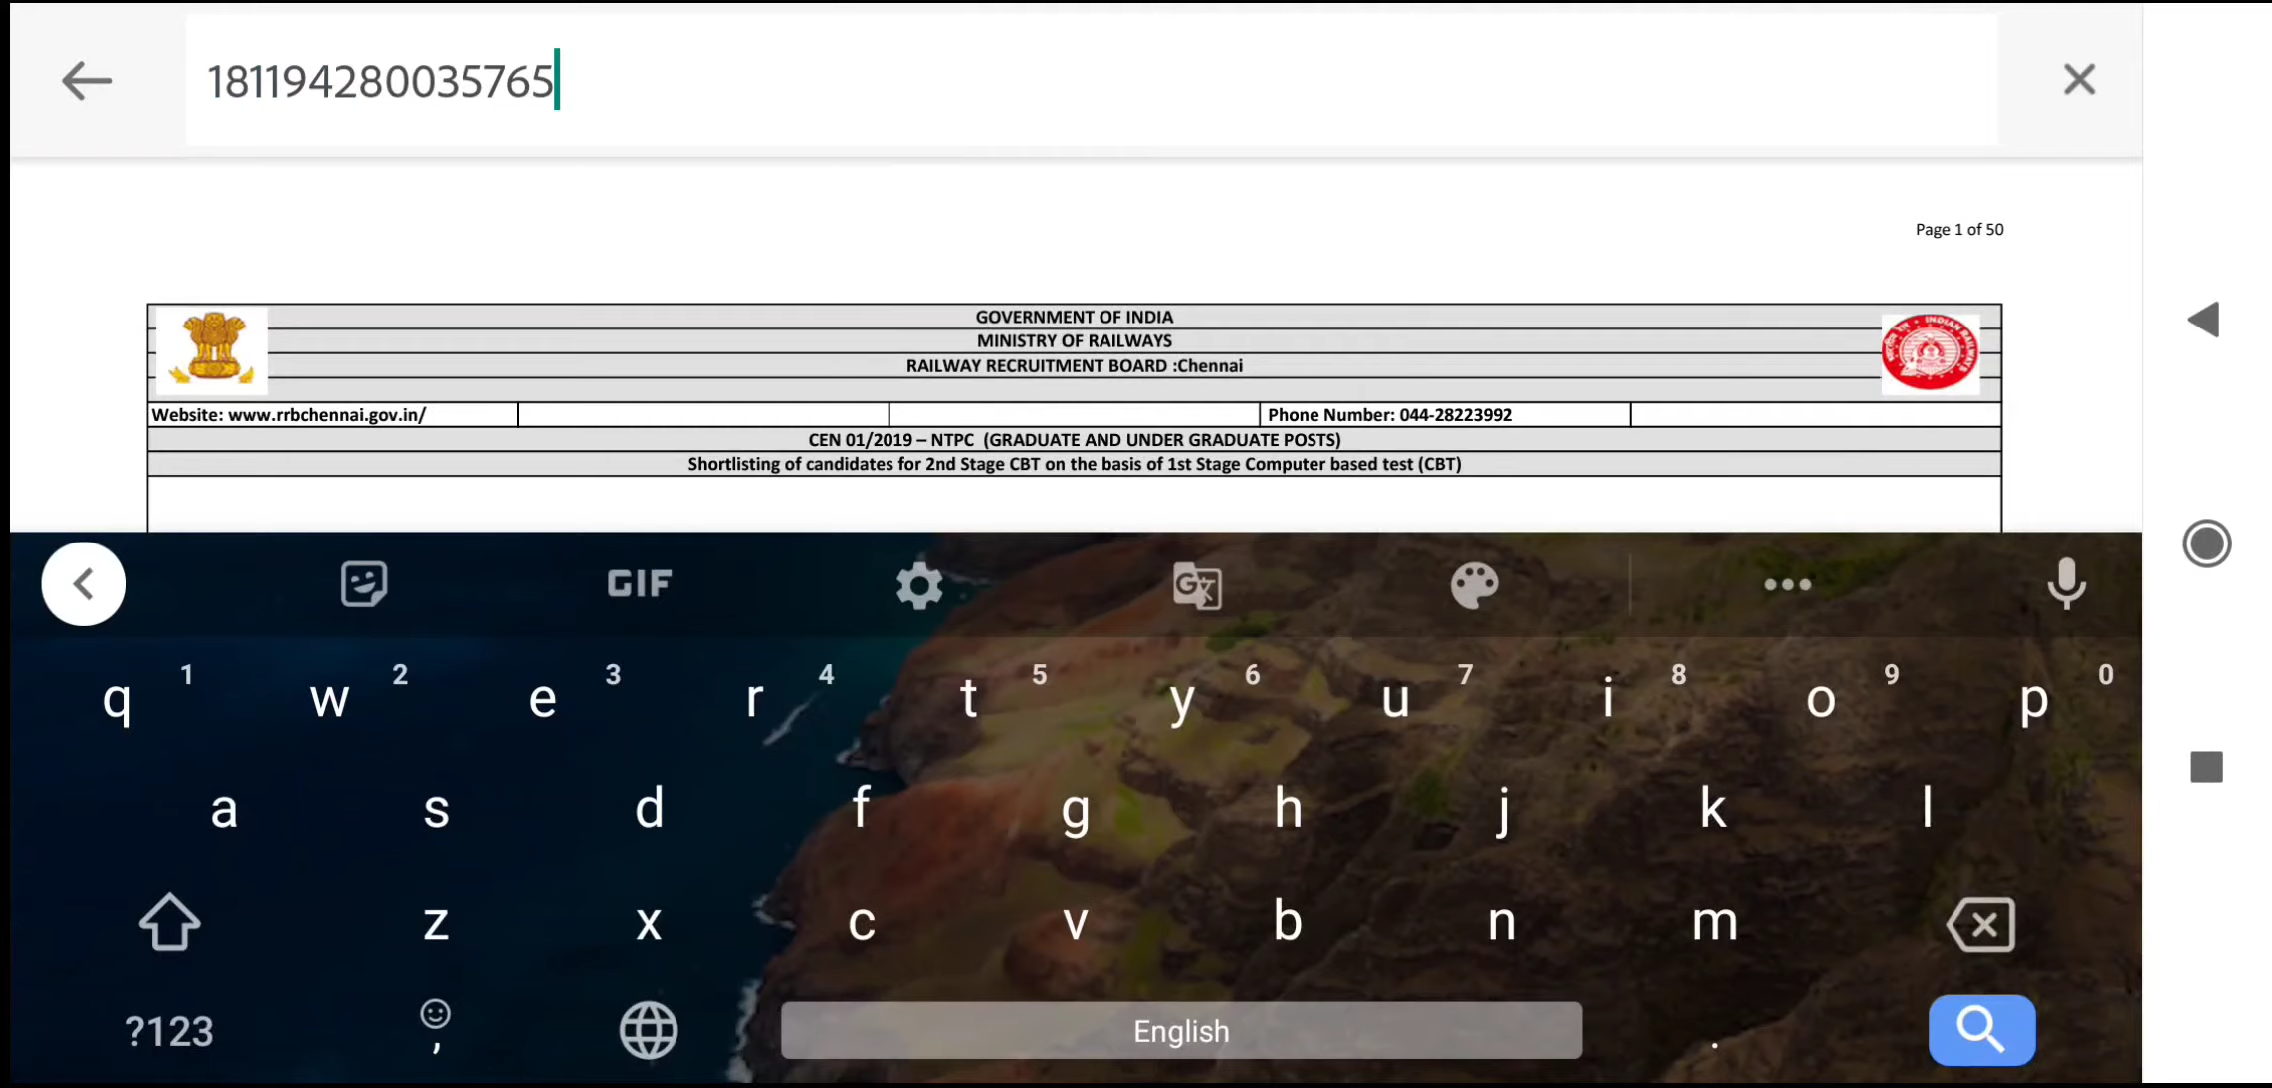 181194280035765
Page 1 of 50
GOVERNMENT OF INDIA
MINISTRY OF RAILWAYS
RAILWAY RECRUITMENT BOARD :Chennai
Website: www.rrbchennai.gov.in/ Phone Number: 044-28223992
CEN 01/2019 – NTPC (GRADUATE AND UNDER GRADUATE POSTS)
Shortlisting of candidates for 2nd Stage CBT on the basis of 1st Stage Computer based test (CBT)
GIF
q 1 w 2 e 3 r 4 t 5 y 6 u 7 i 8 o 9 p 0
a s d f g h j k l
z x c v b n m
?123 , English .